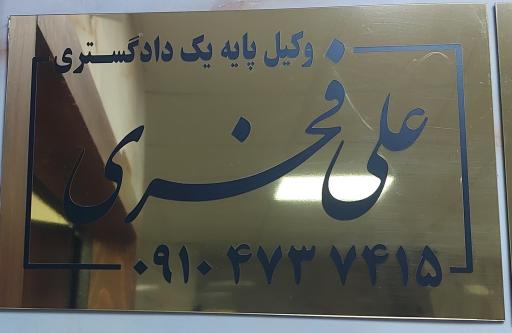 وکیل پایه یک دادگستری
علی فخری
۰۹۱۰ ۴۷۳ ۷۴۱۵